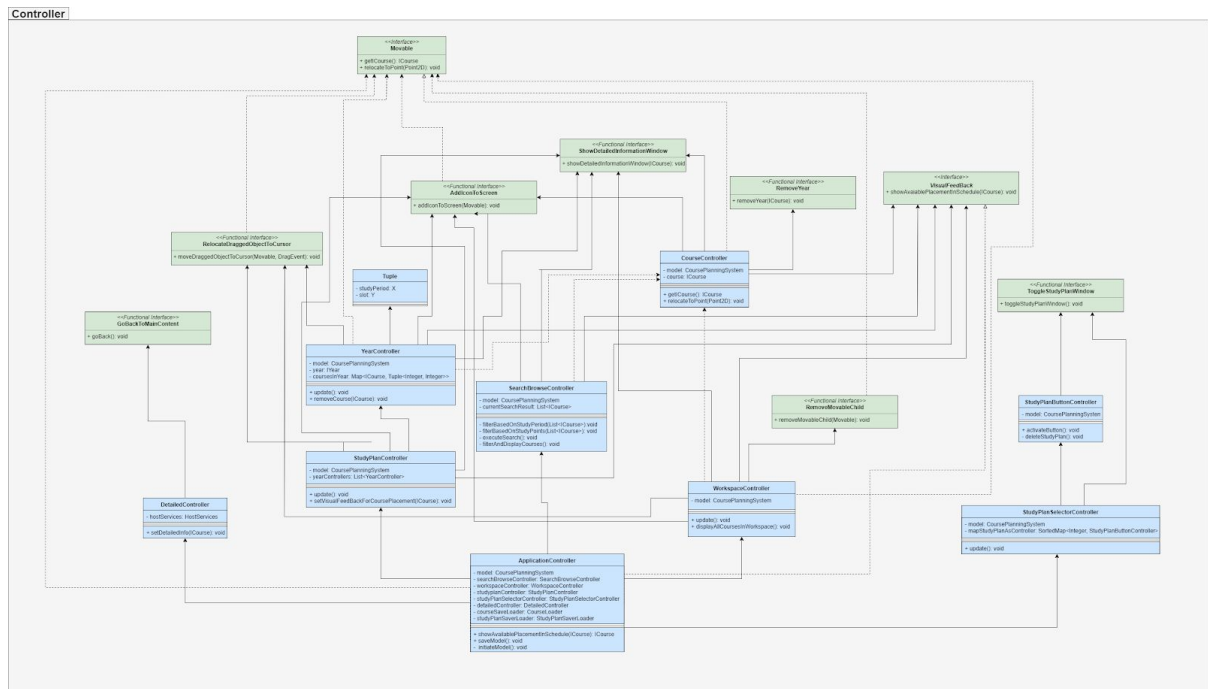 Controller
<<Interface>>
Movable
+ getICourse(): ICourse
+ relocateToPoint(Point2D): void
<<Functional Interface>>
ShowDetailedInformationWindow
+ showDetailedInformationWindow(ICourse): void
<<Functional Interface>>
AddIconToScreen
+ addIconToScreen(Movable): void
<<Functional Interface>>
RemoveYear
+ removeYear(ICourse): void
<<Interface>>
VisualFeedBack
+ showAvaiablePlacementInSchedule(ICourse): void
<<Functional Interface>>
RelocateDraggedObjectToCursor
+ moveDraggedObjectToCursor(Movable, DragEvent): void
CourseController
- model: CoursePlanningSystem
- course: ICourse
+ getICourse(): ICourse
+ relocateToPoint(Point2D): void
Tuple
- studyPeriod: X
- slot: Y
<<Functional Interface>>
ToggleStudyPlanWindow
+ toggleStudyPlanWindow(): void
<<Functional Interface>>
GoBackToMainContent
+ goBack(): void
YearController
- model: CoursePlanningSystem
- year: IYear
- coursesInYear: Map<ICourse, Tuple<Integer, Integer>>
+ update(): void
+ removeCourse(ICourse): void
SearchBrowseController
- model: CoursePlanningSystem
- currentSearchResult: List<ICourse>
- filterBasedOnStudyPeriod(List<ICourse>):void
- filterBasedOnStudyPoints(List<ICourse>): void
- executeSearch(): void
- filterAndDisplayCourses(): void
<<Functional Interface>>
RemoveMovableChild
+ removeMovableChild(Movable): void
StudyPlanButtonController
- model: CoursePlanningSystem
+ activateButton(): void
- deleteStudyPlan(): void
StudyPlanController
- model: CoursePlanningSystem
- yearControllers: List<YearController>
+ update(): void
+ setVisualFeedBackForCoursePlacement(ICourse): void
WorkspaceController
- model: CoursePlanningSystem
+ update(): void
+ displayAllCoursesInWorkspace(): void
DetailedController
- hostServices: HostServices
+ setDetailedInfo(ICourse): void
StudyPlanSelectorController
- model: CoursePlanningSystem
- mapStudyPlanAsController: SortedMap<Integer, StudyPlanButtonController>
+ update(): void
ApplicationController
- model: CoursePlanningSystem
- searchBrowseController: SearchBrowseController
- workspaceController: WorkspaceController
- studyplanController: StudyPlanController
- studyPlanSelectorController: StudyPlanSelectorController
- detailedController: DetailedController
- courseSaveLoader: CourseLoader
- studyPlanSaverLoader: StudyPlanSaverLoader
+ showAvailablePlacementInSchedule(ICourse): ICourse
+ saveModel(): void
- initiateModel(): void